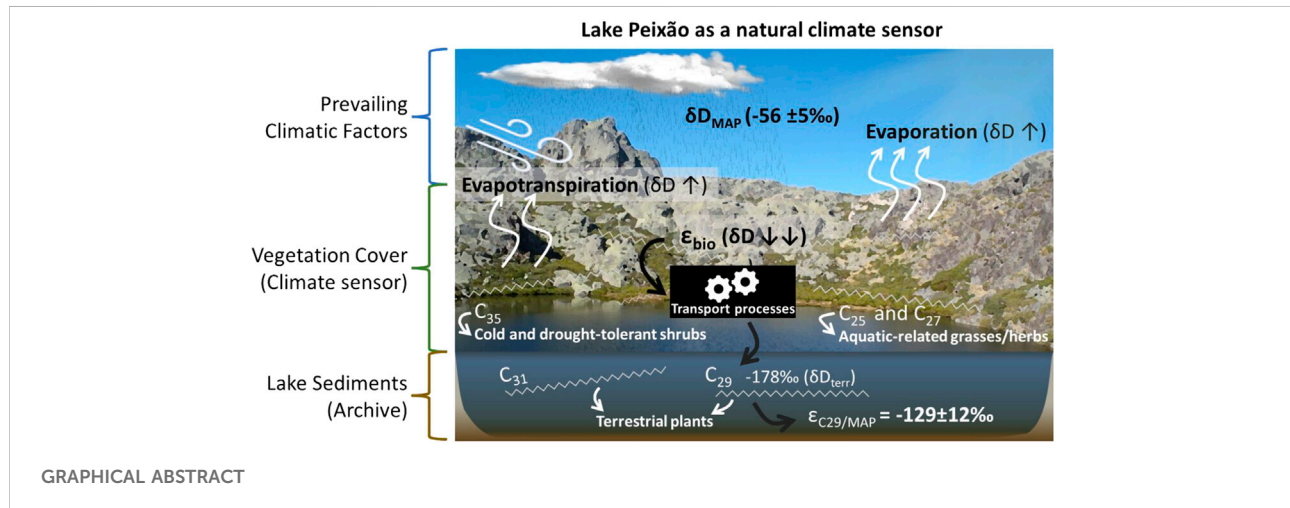 Lake Peixão as a natural climate sensor
Prevailing
Climatic Factors
δD_MAP (-56 ±5‰)
Evaporation (δD ↑)
Evapotranspiration (δD ↑)
Vegetation Cover
(Climate sensor)
ε_bio (δD ↓↓)
Transport processes
C₃₅
Cold and drought-tolerant shrubs
C₂₅ and C₂₇
Aquatic-related grasses/herbs
Lake Sediments
(Archive)
C₃₁
C₂₉ -178‰ (δD_terr)
Terrestrial plants
ε_C29/MAP = -129±12‰
GRAPHICAL ABSTRACT